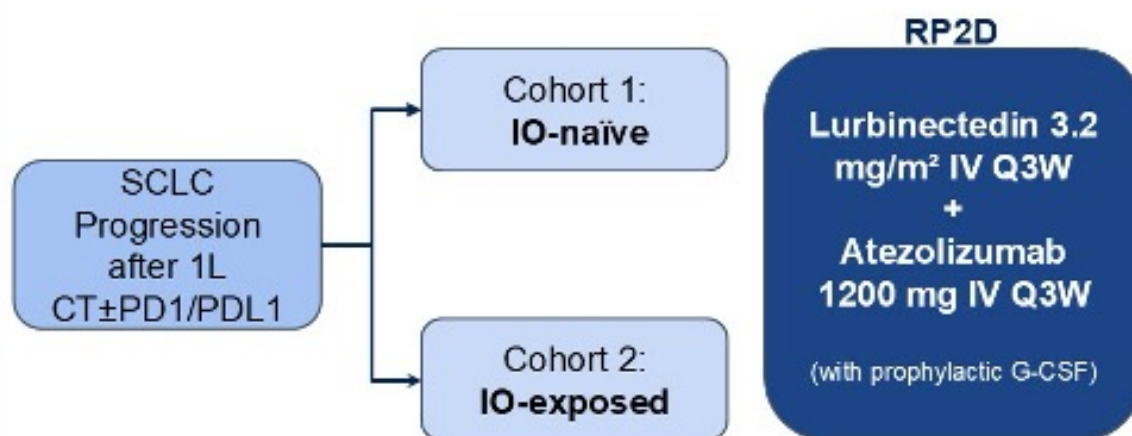 SCLC
Progression
after 1L
CT±PD1/PDL1
Cohort 1:
IO-naïve
Cohort 2:
IO-exposed
RP2D
Lurbinectedin 3.2
mg/m² IV Q3W
+
Atezolizumab
1200 mg IV Q3W
(with prophylactic G-CSF)